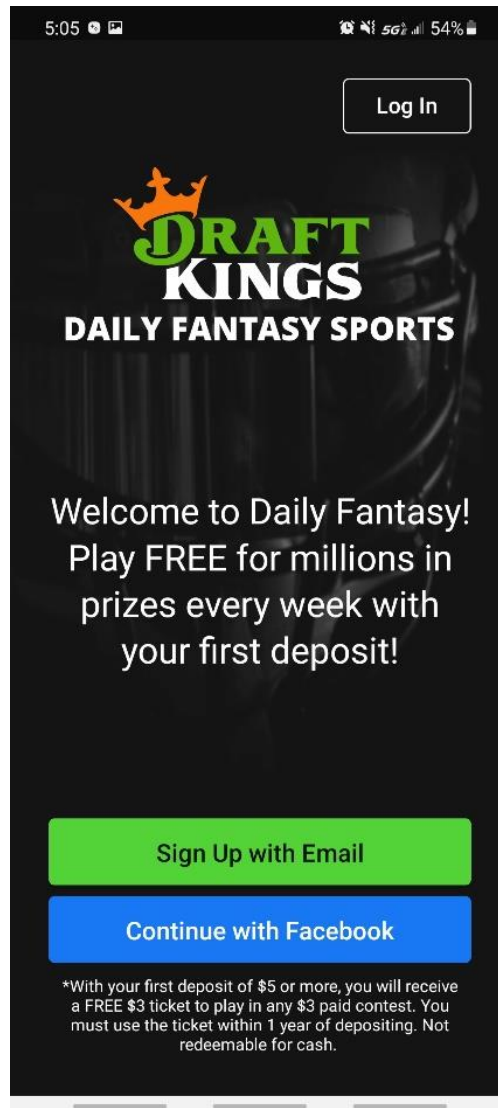 5:05
5G 54%
Log In
DRAFT
KINGS
DAILY FANTASY SPORTS
Welcome to Daily Fantasy!
Play FREE for millions in
prizes every week with
your first deposit!
Sign Up with Email
Continue with Facebook
*With your first deposit of $5 or more, you will receive
a FREE $3 ticket to play in any $3 paid contest. You
must use the ticket within 1 year of depositing. Not
redeemable for cash.